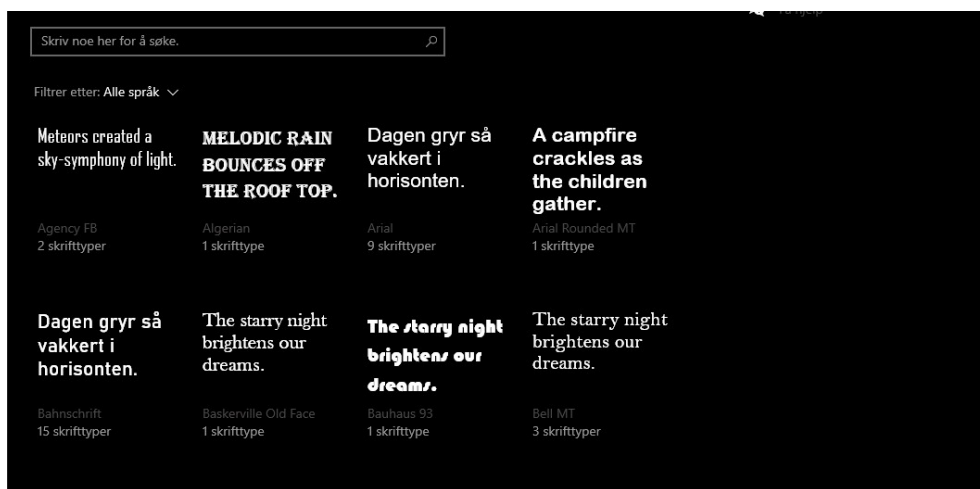 Få hjelp
Skriv noe her for å søke.
Filtrer etter: Alle språk
Meteors created a
sky-symphony of light.
Agency FB
2 skrifttyper
MELODIC RAIN
BOUNCES OFF
THE ROOF TOP.
Algerian
1 skrifttype
Dagen gryr så
vakkert i
horisonten.
Arial
9 skrifttyper
A campfire
crackles as
the children
gather.
Arial Rounded MT
1 skrifttype
Dagen gryr så
vakkert i
horisonten.
Bahnschrift
15 skrifttyper
The starry night
brightens our
dreams.
Baskerville Old Face
1 skrifttype
The starry night
brightens our
dreams.
Bauhaus 93
1 skrifttype
The starry night
brightens our
dreams.
Bell MT
3 skrifttyper